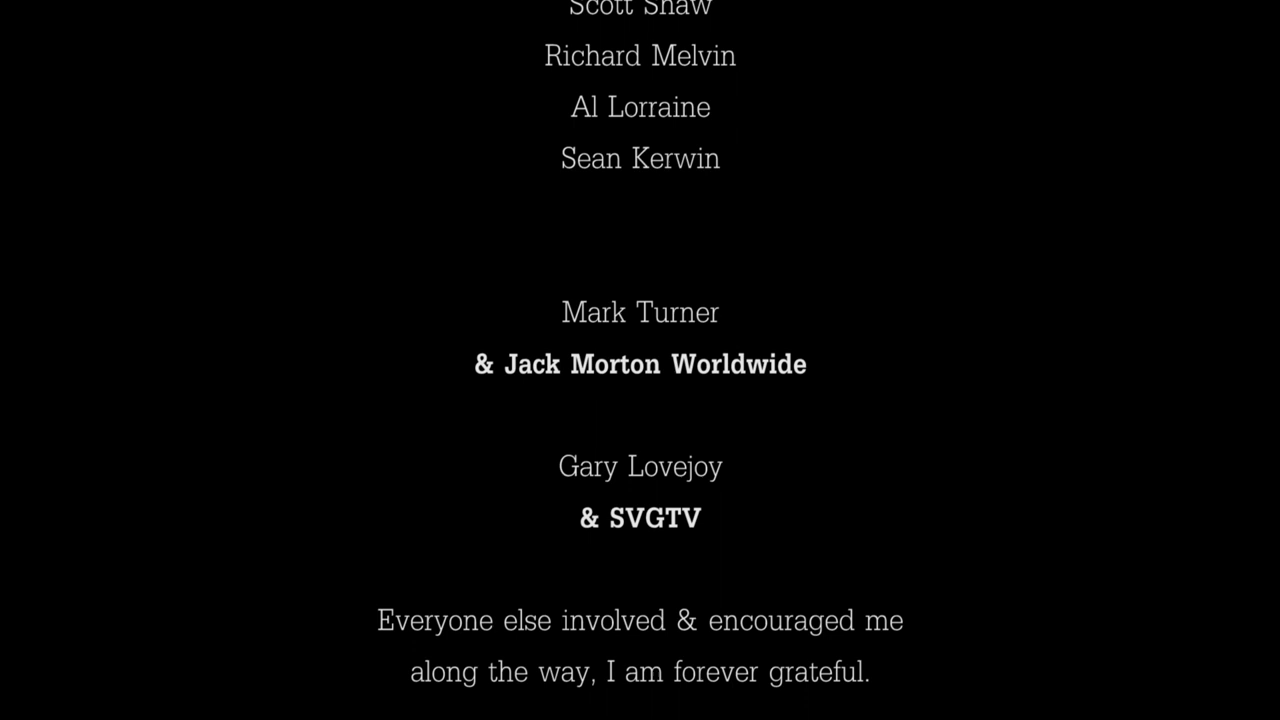 Scott Shaw
Richard Melvin
Al Lorraine
Sean Kerwin
Mark Turner
& Jack Morton Worldwide
Gary Lovejoy
& SVGTV
Everyone else involved & encouraged me
along the way, I am forever grateful.